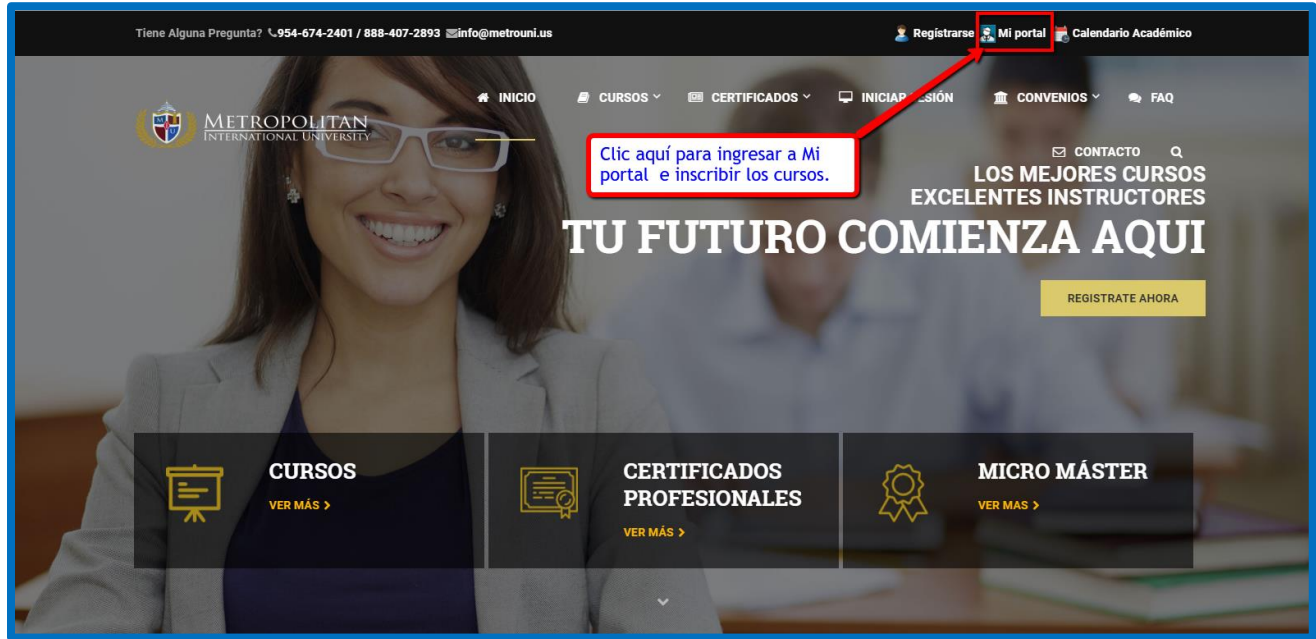 Tiene Alguna Pregunta? 954-674-2401 / 888-407-2893 info@metrouni.us
Regístrarse Mi portal Calendario Académico
METROPOLITAN
INTERNATIONAL UNIVERSITY
INICIO CURSOS CERTIFICADOS INICIAR SESIÓN CONVENIOS FAQ
CONTACTO
Clic aquí para ingresar a Mi
portal e inscribir los cursos.
LOS MEJORES CURSOS
EXCELENTES INSTRUCTORES
TU FUTURO COMIENZA AQUI
REGISTRATE AHORA
CURSOS
VER MÁS >
CERTIFICADOS
PROFESIONALES
VER MÁS >
MICRO MÁSTER
VER MAS >